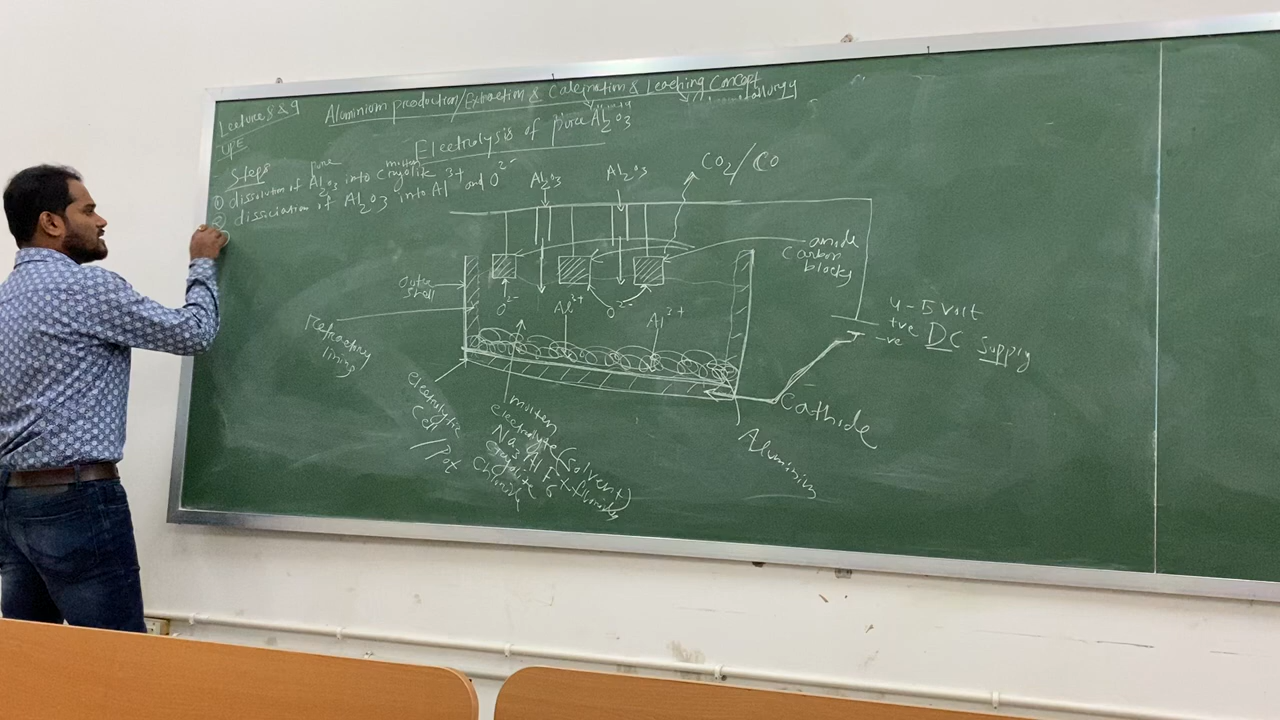 Lecture 8 & 9
UPE
Aluminium production/Extraction & Calcination & Leaching Concept
Electrolysis of pure Al2O3
Steps
pure molten
① dissolution of Al2O3 into cryolite
② dissiciation of Al2O3 into Al3+ and O2-
Al2O3 Al2O3 CO2/CO
anode
carbon
blocks
outer
shell
O2- Al3+ O2- Al3+
4-5 volt
+ve DC supply
-ve
Refractory
lining
electrolytic
cell
/Pot
molten
electrolyte (solvent)
Na3AlF6 +
Cryolite
Chloride
Cathode
Aluminium